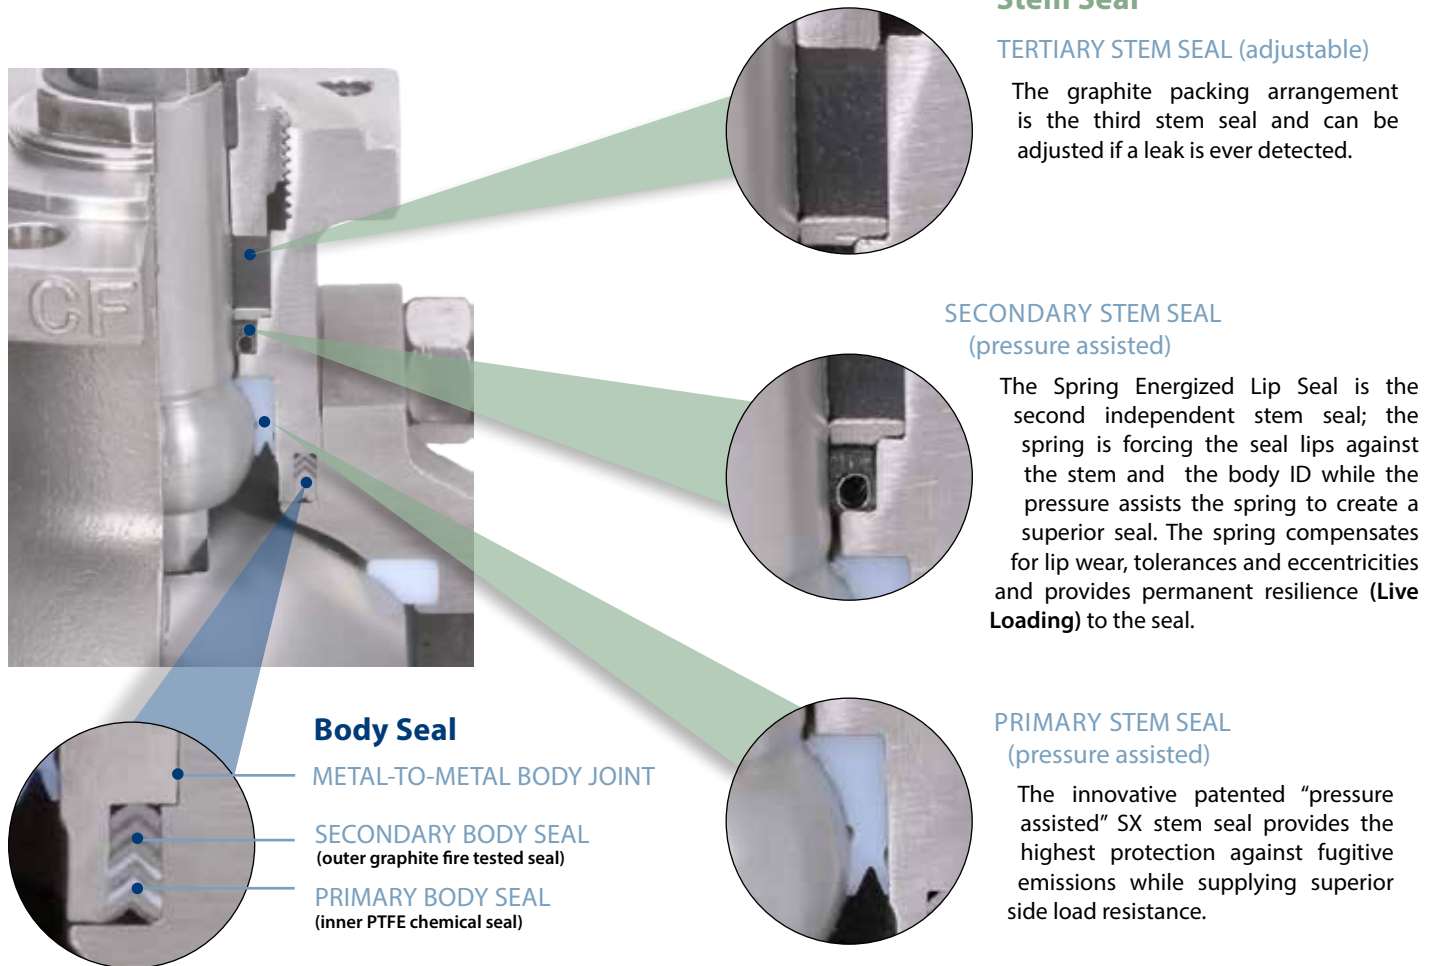 Stem Seal
TERTIARY STEM SEAL (adjustable)
The graphite packing arrangement
is the third stem seal and can be
adjusted if a leak is ever detected.
CF
SECONDARY STEM SEAL
(pressure assisted)
The Spring Energized Lip Seal is the
second independent stem seal; the
spring is forcing the seal lips against
the stem and the body ID while the
pressure assists the spring to create a
superior seal. The spring compensates
for lip wear, tolerances and eccentricities
and provides permanent resilience (Live
Loading) to the seal.
PRIMARY STEM SEAL
(pressure assisted)
The innovative patented “pressure
assisted” SX stem seal provides the
highest protection against fugitive
emissions while supplying superior
side load resistance.
Body Seal
METAL-TO-METAL BODY JOINT
SECONDARY BODY SEAL
(outer graphite fire tested seal)
PRIMARY BODY SEAL
(inner PTFE chemical seal)